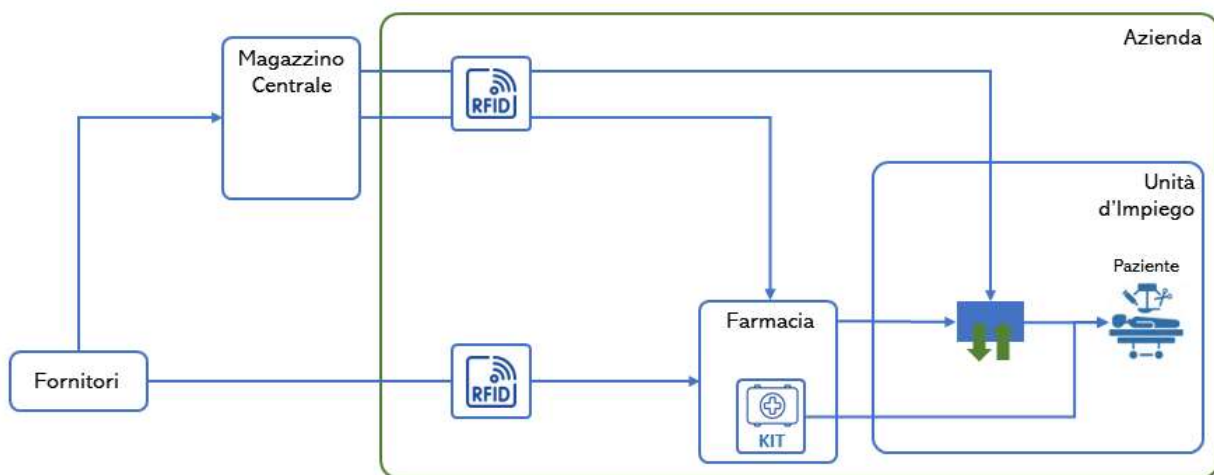 Azienda
Magazzino
Centrale
RFID
Unità
d'Impiego
Paziente
Farmacia
Fornitori
RFID
KIT